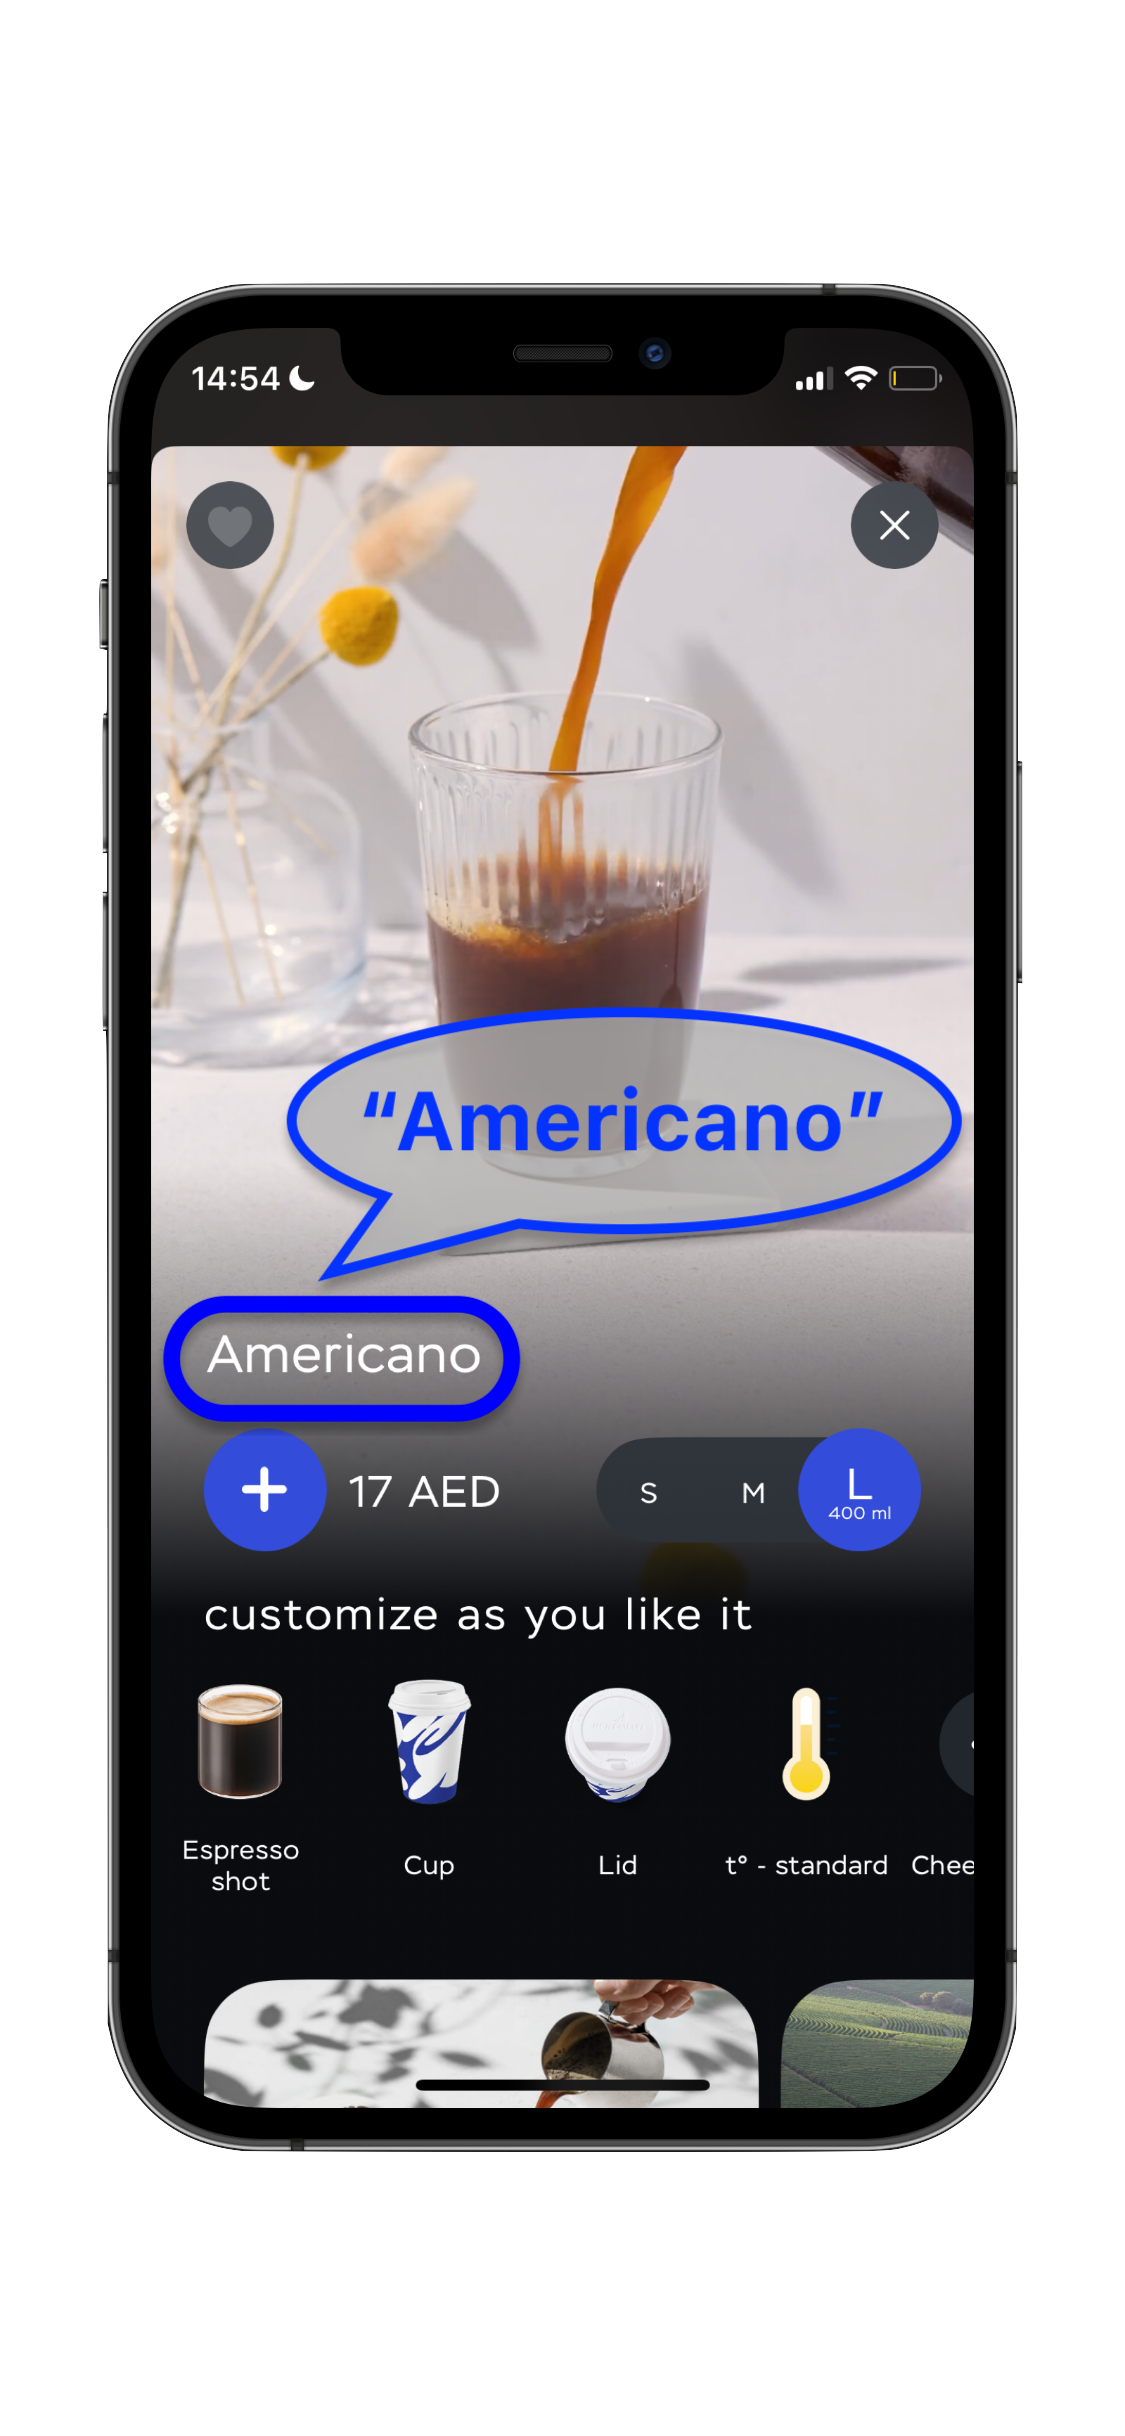 14:54
“Americano”
Americano
17 AED
S M L
400 ml
customize as you like it
Espresso
shot
Cup
Lid
t° - standard
Chee